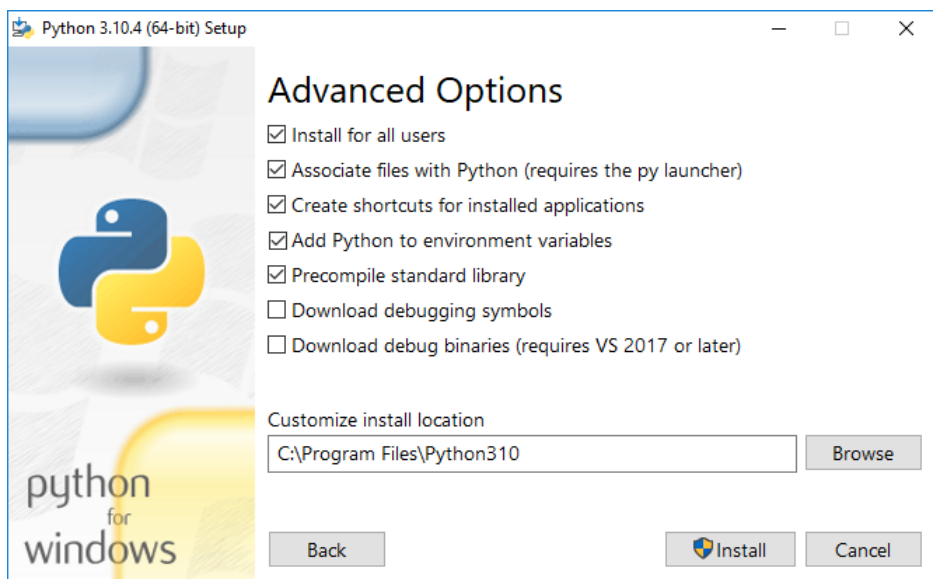 Python 3.10.4 (64-bit) Setup
Advanced Options
Install for all users
Associate files with Python (requires the py launcher)
Create shortcuts for installed applications
Add Python to environment variables
Precompile standard library
Download debugging symbols
Download debug binaries (requires VS 2017 or later)
Customize install location
C:\Program Files\Python310
Browse
python
for
windows
Back
Install
Cancel